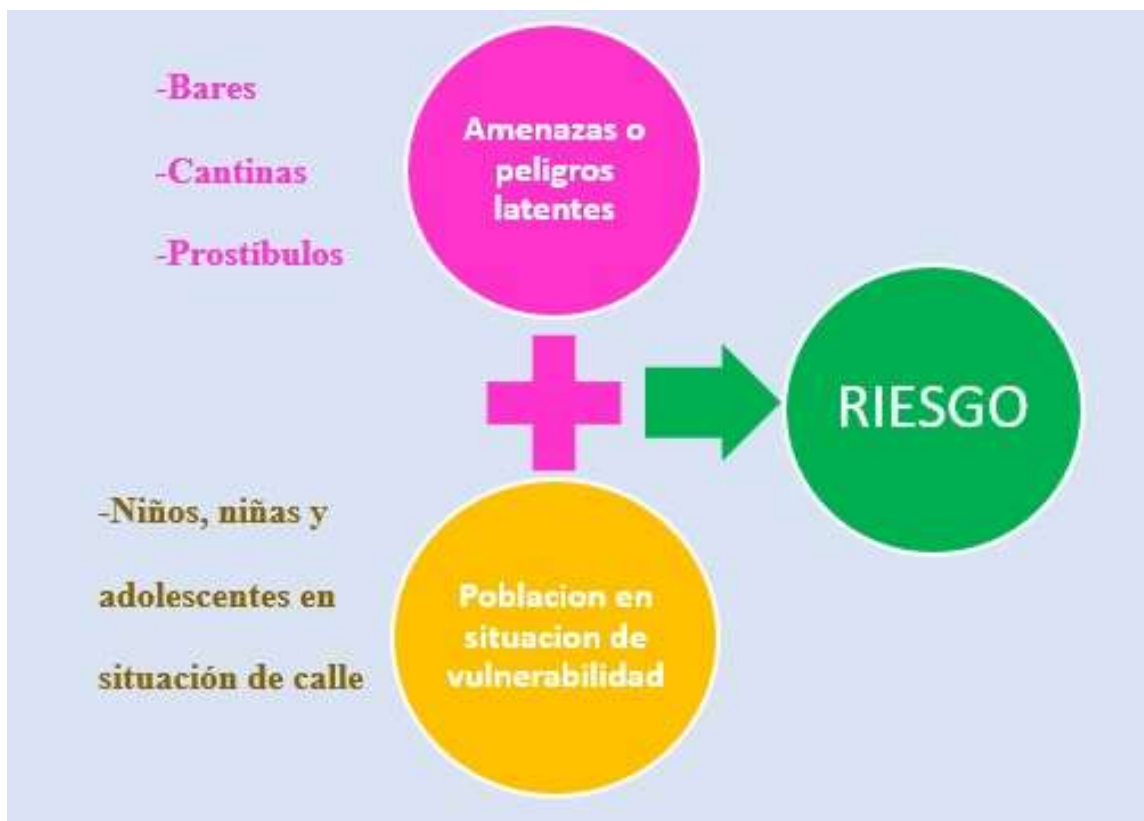 -Bares
-Cantinas
-Prostíbulos
Amenazas o
peligros
latentes
RIESGO
-Niños, niñas y
adolescentes en
situación de calle
Poblacion en
situacion de
vulnerabilidad